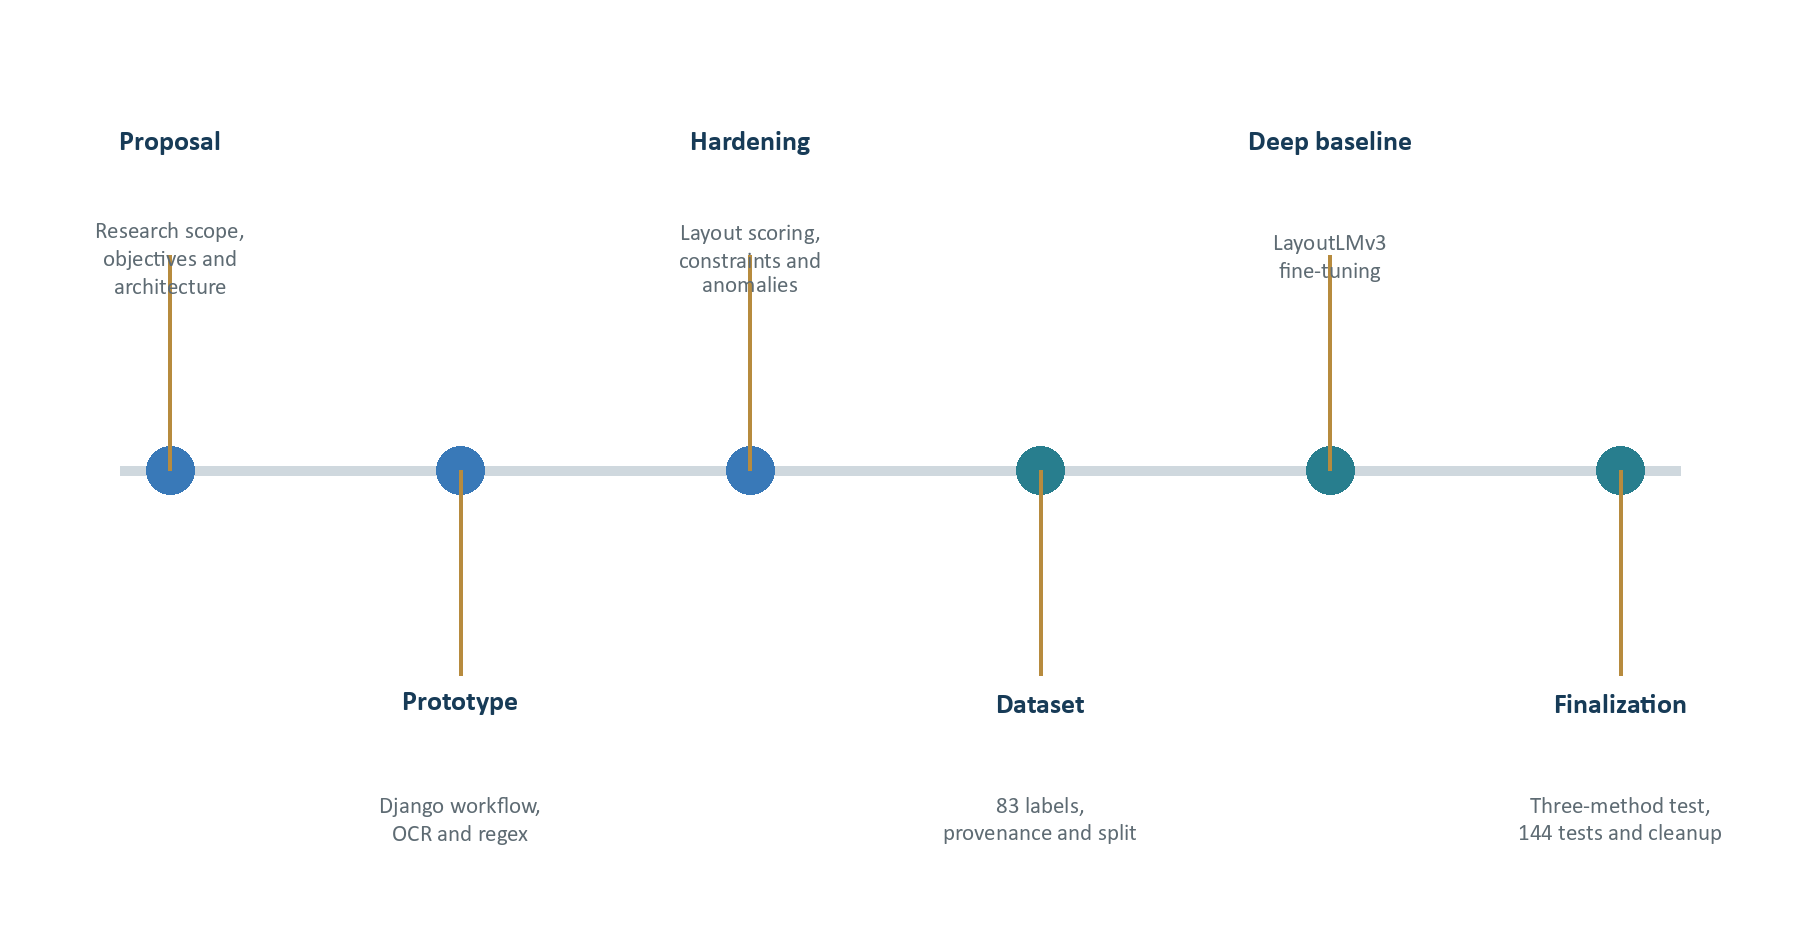 Proposal
Research scope,
objectives and
architecture
Prototype
Django workflow,
OCR and regex
Hardening
Layout scoring,
constraints and
anomalies
Dataset
83 labels,
provenance and split
Deep baseline
LayoutLMv3
fine-tuning
Finalization
Three-method test,
144 tests and cleanup